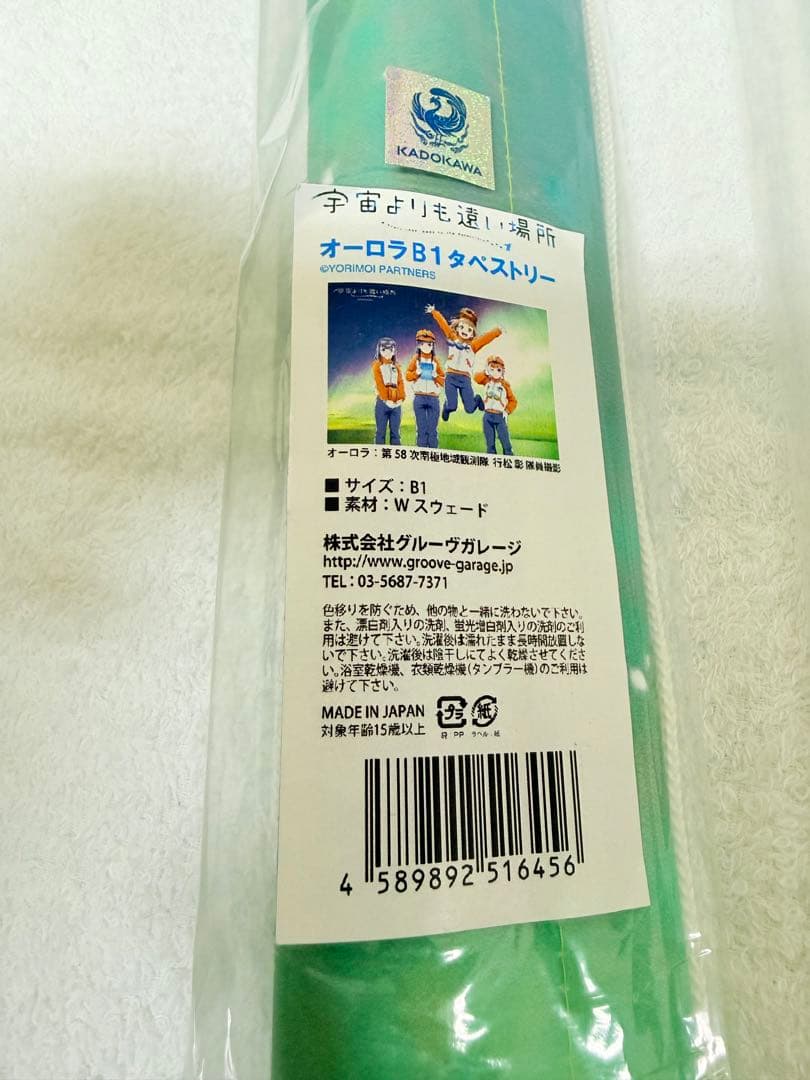 KADOKAWA
宇宙よりも遠い場所
オーロラB1タペストリー
©YORIMOI PARTNERS
宇宙よりも遠い場所
オーロラ：第58次南極地域観測隊 行松 彰 隊員撮影
■ サイズ：B1
■ 素材：W スウェード
株式会社グルーヴガレージ
http://www.groove-garage.jp
TEL：03-5687-7371
色移りを防ぐため、他の物と一緒に洗わないで下さい。
また、漂白剤入りの洗剤、蛍光増白剤入りの洗剤のご利
用は避けて下さい。洗濯後は濡れたまま長時間放置しな
いで下さい。洗濯後は陰干しにてよく乾燥させてくださ
い。浴室乾燥機、衣類乾燥機（タンブラー機）のご利用は
避けて下さい。
MADE IN JAPAN
対象年齢15歳以上
プラ
紙
袋：PP
ラベル：紙
4 589892 516456